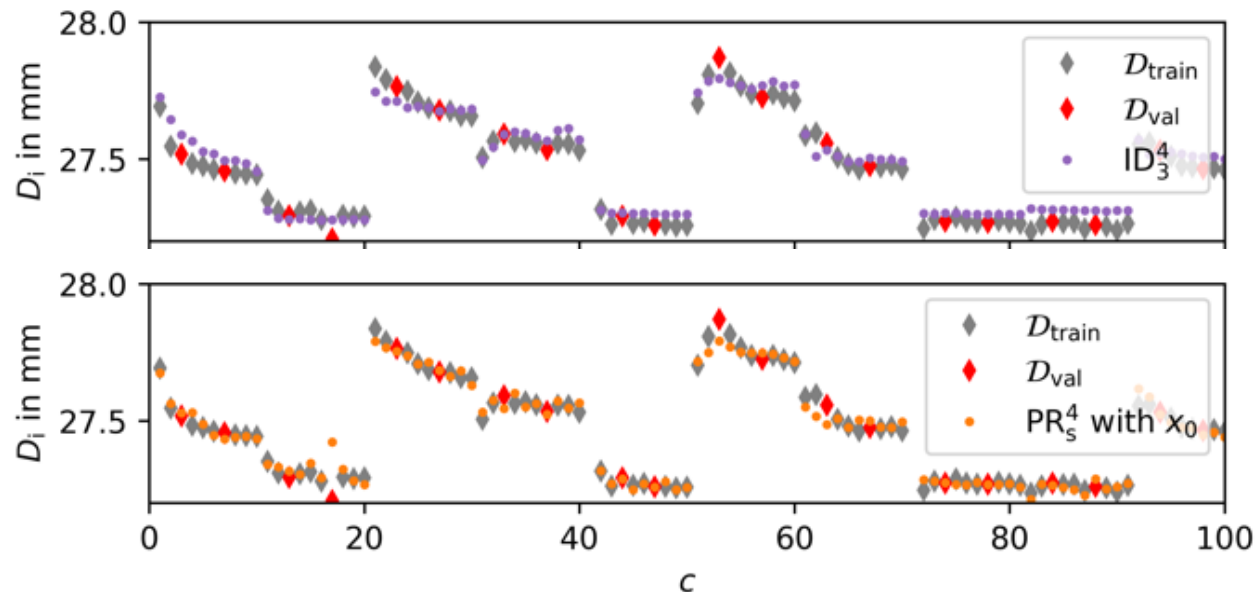 28.0
27.5
D_i in mm
𝒟_train
𝒟_val
ID_3^4
28.0
27.5
D_i in mm
𝒟_train
𝒟_val
PR_s^4 with x_0
0 20 40 60 80 100
c